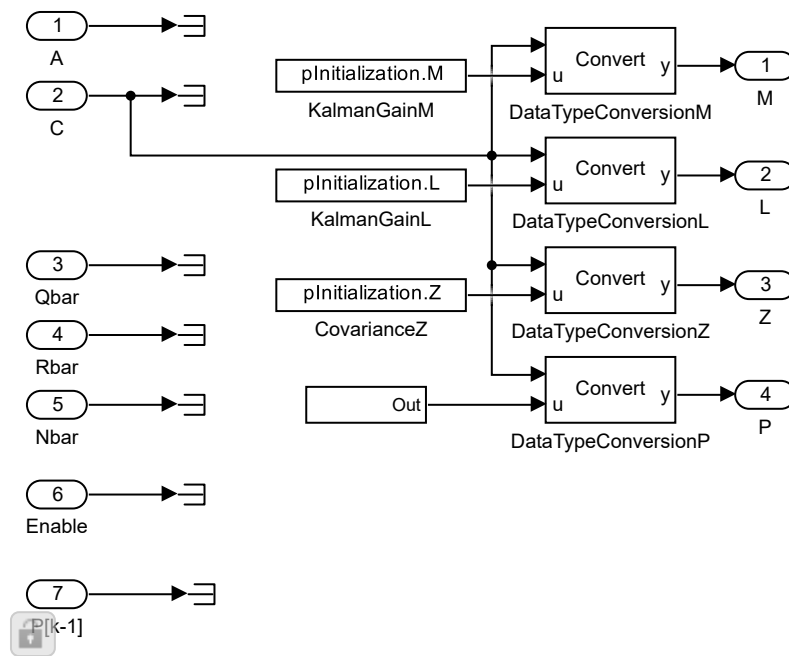 1
A
2
C
pInitialization.M
KalmanGainM
Convert
u
y
DataTypeConversionM
1
M
pInitialization.L
KalmanGainL
Convert
u
y
DataTypeConversionL
2
L
3
Qbar
pInitialization.Z
CovarianceZ
Convert
u
y
DataTypeConversionZ
3
Z
4
Rbar
5
Nbar
Out
Convert
u
y
DataTypeConversionP
4
P
6
Enable
7
P[k-1]